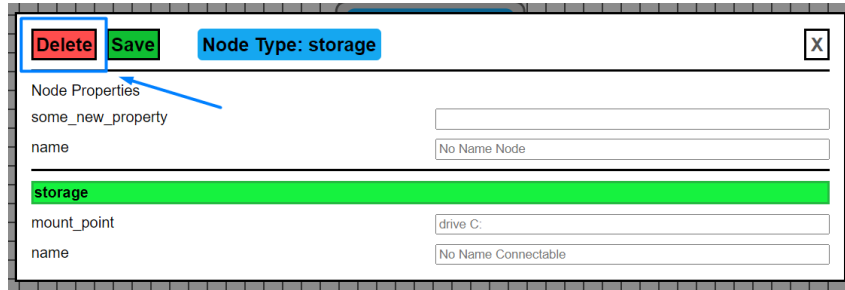 Delete Save Node Type: storage X
Node Properties
some_new_property
name No Name Node
storage
mount_point drive C:
name No Name Connectable